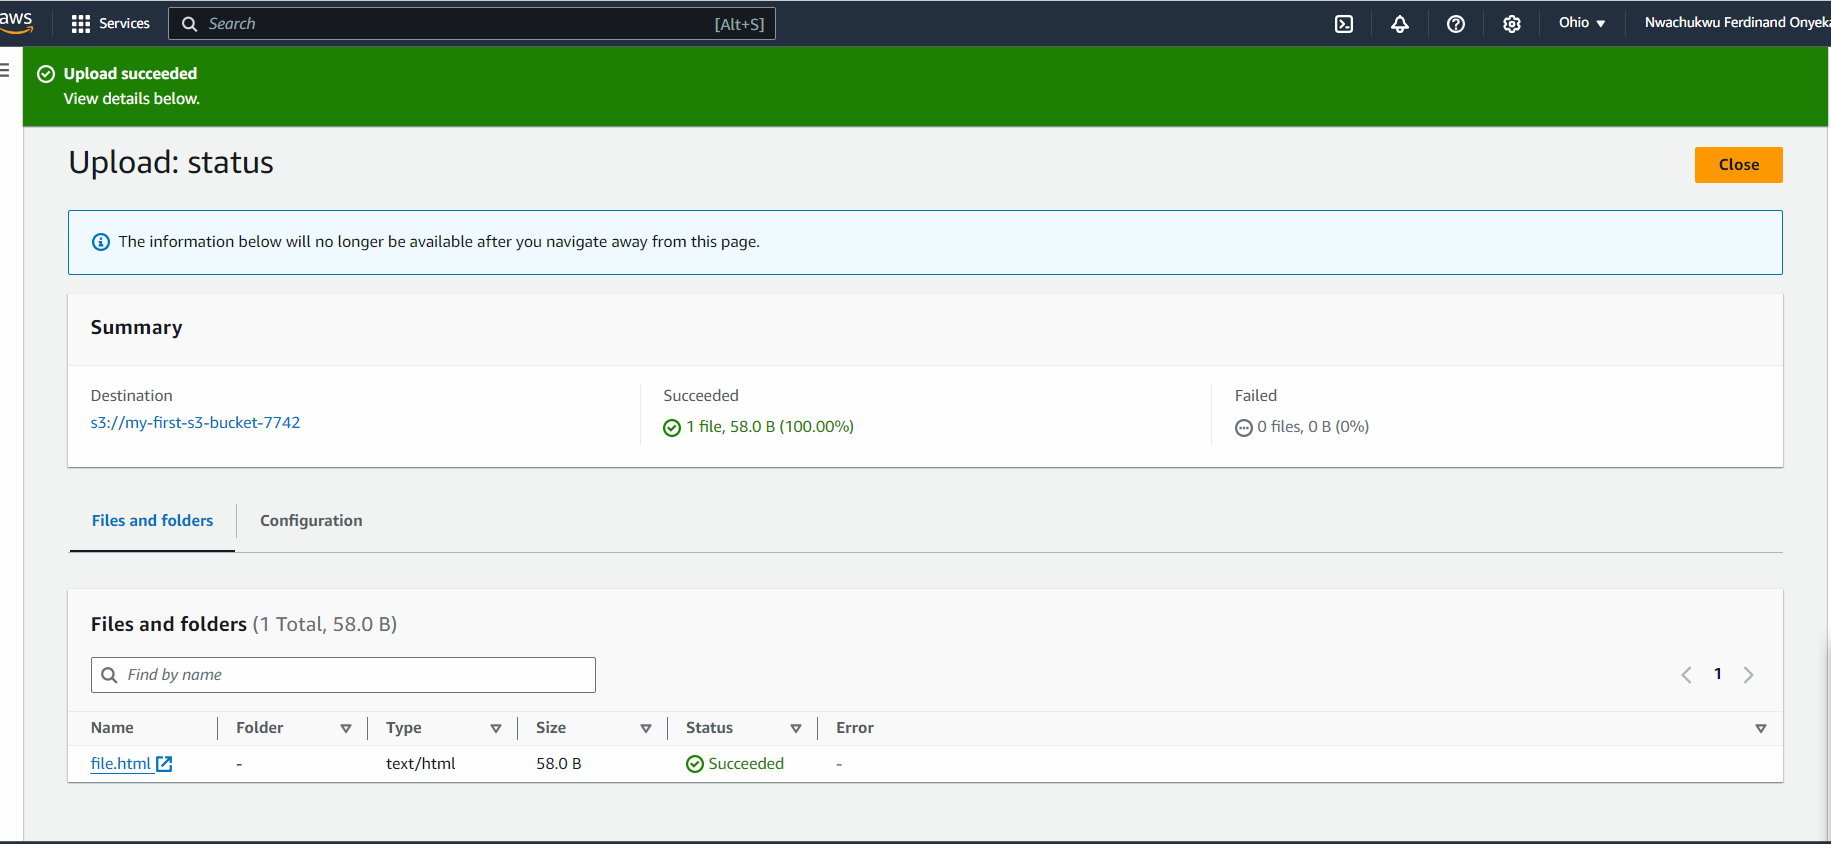 aws Services Search [Alt+S] Ohio Nwachukwu Ferdinand
Upload succeeded
View details below.
Upload: status
Close
The information below will no longer be available after you navigate away from this page.
Summary
Destination Succeeded Failed
s3://my-first-s3-bucket-7742 1 file, 58.0 B (100.00%) 0 files, 0 B (0%)
Files and folders Configuration
Files and folders (1 Total, 58.0 B)
Find by name 1
Name Folder Type Size Status Error
file.html - text/html 58.0 B Succeeded -